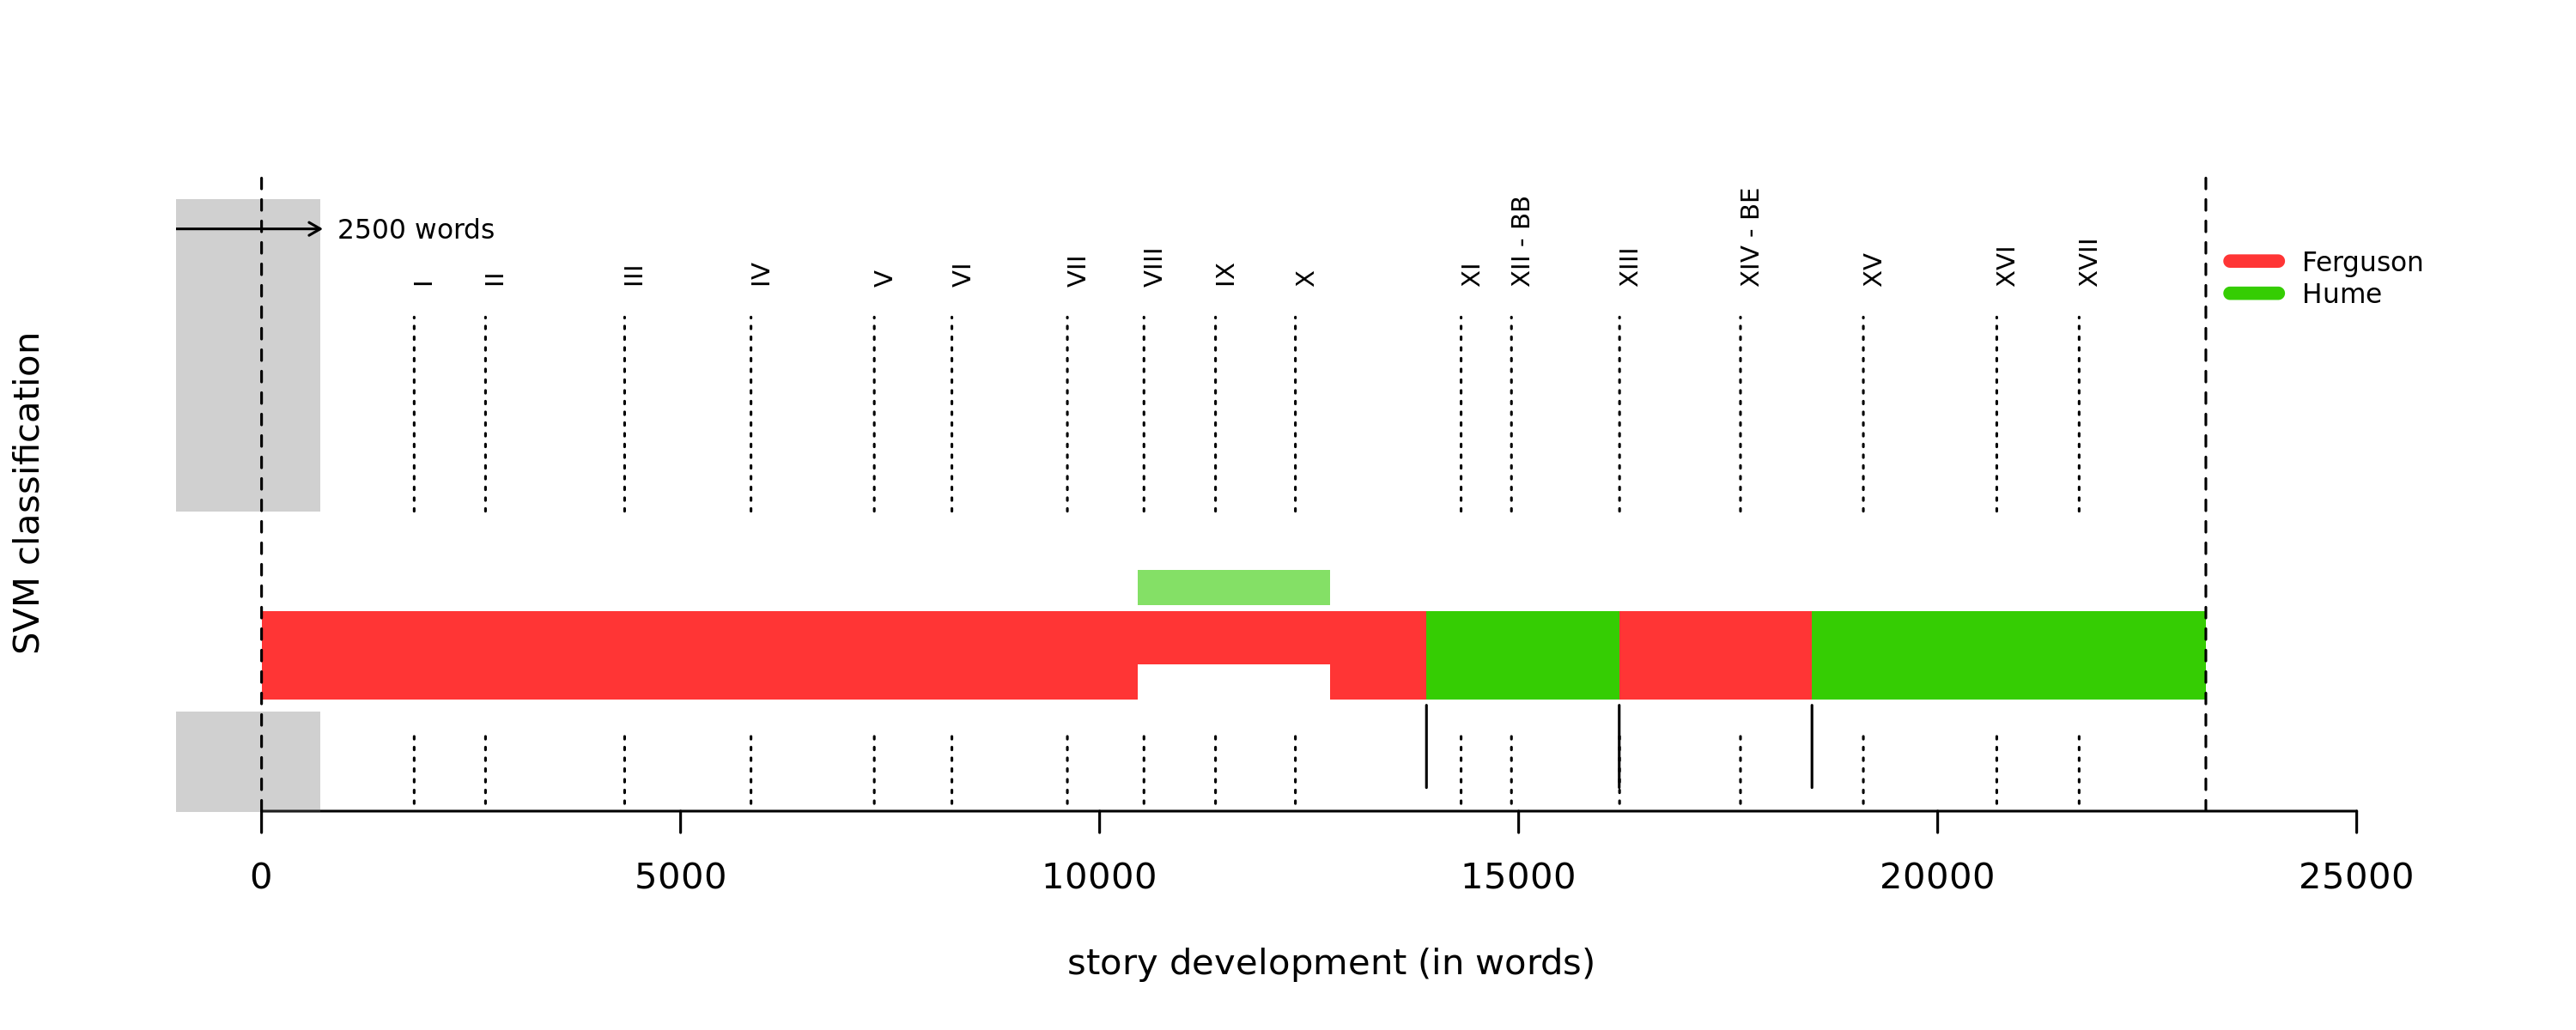 2500 words
I
II
III
IV
V
VI
VII
VIII
IX
X
XI
XII - BB
XIII
XIV - BE
XV
XVI
XVII
Ferguson
Hume
SVM classification
0
5000
10000
15000
20000
25000
story development (in words)